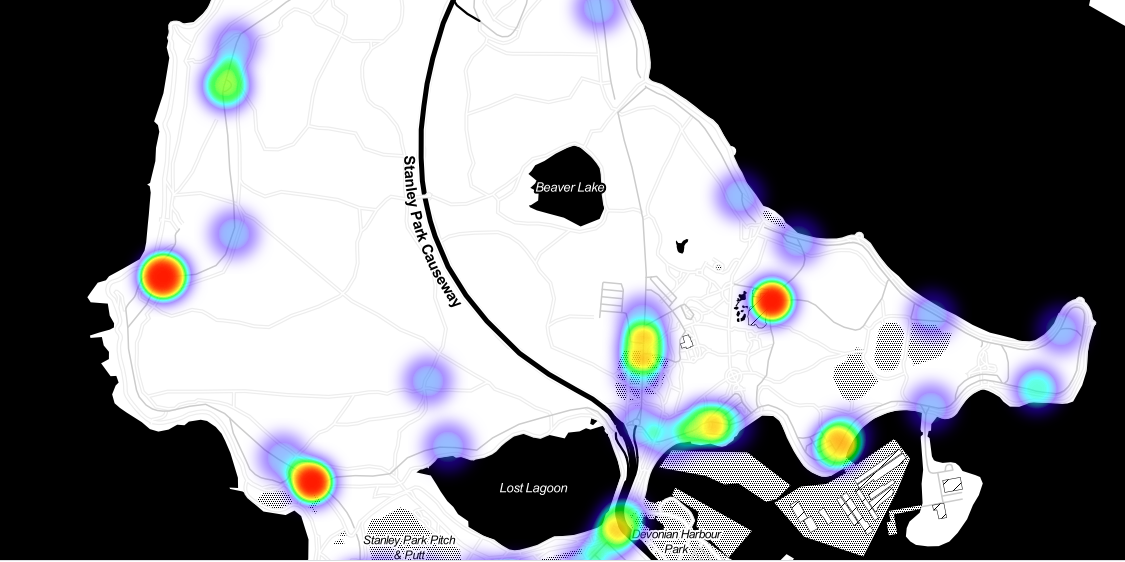 Stanley Park Causeway
Beaver Lake
Lost Lagoon
Stanley Park Pitch
& Putt
Devonian Harbour
Park